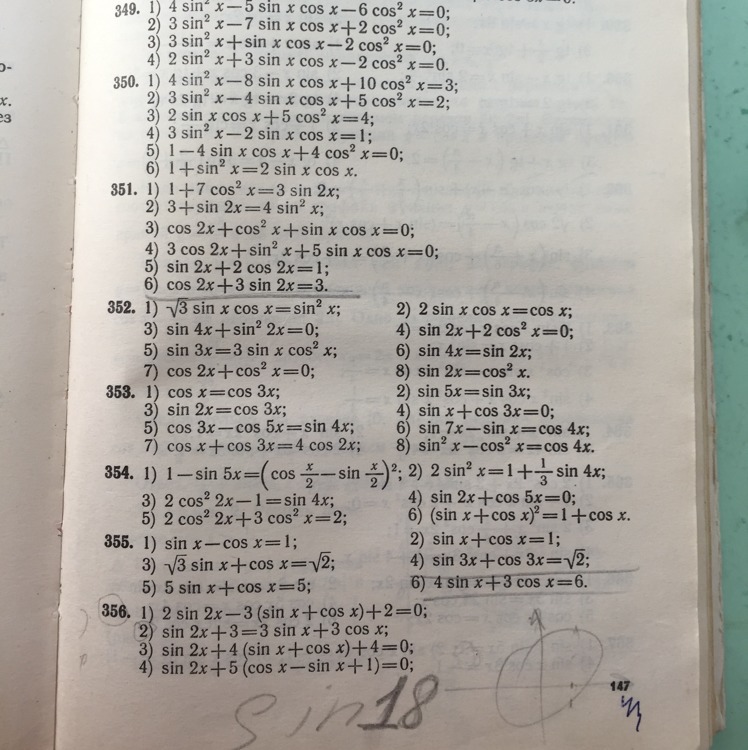 о-
х.
ез
349. 1) 4 sin² x—5 sin x cos x—6 cos² x=0;
2) 3 sin² x—7 sin x cos x+2 cos² x=0;
3) 3 sin² x+sin x cos x—2 cos² x=0;
4) 2 sin² x+3 sin x cos x—2 cos² x=0.
350. 1) 4 sin² x—8 sin x cos x+10 cos² x=3;
2) 3 sin² x—4 sin x cos x+5 cos² x=2;
3) 2 sin x cos x+5 cos² x=4;
4) 3 sin² x—2 sin x cos x=1;
5) 1—4 sin x cos x+4 cos² x=0;
6) 1+sin² x=2 sin x cos x.
351. 1) 1+7 cos² x=3 sin 2x;
2) 3+sin 2x=4 sin² x;
3) cos 2x+cos² x+sin x cos x=0;
4) 3 cos 2x+sin² x+5 sin x cos x=0;
5) sin 2x+2 cos 2x=1;
6) cos 2x+3 sin 2x=3.
352. 1) √3 sin x cos x=sin² x; 2) 2 sin x cos x=cos x;
3) sin 4x+sin² 2x=0; 4) sin 2x+2 cos² x=0;
5) sin 3x=3 sin x cos² x; 6) sin 4x=sin 2x;
7) cos 2x+cos² x=0; 8) sin 2x=cos² x.
353. 1) cos x=cos 3x; 2) sin 5x=sin 3x;
3) sin 2x=cos 3x; 4) sin x+cos 3x=0;
5) cos 3x—cos 5x=sin 4x; 6) sin 7x—sin x=cos 4x;
7) cos x+cos 3x=4 cos 2x; 8) sin² x—cos² x=cos 4x.
354. 1) 1—sin 5x=(cos x/2—sin x/2)²; 2) 2 sin² x=1+1/3 sin 4x;
3) 2 cos² 2x—1=sin 4x; 4) sin 2x+cos 5x=0;
5) 2 cos² 2x+3 cos² x=2; 6) (sin x+cos x)²=1+cos x.
355. 1) sin x—cos x=1; 2) sin x+cos x=1;
3) √3 sin x+cos x=√2; 4) sin 3x+cos 3x=√2;
5) 5 sin x+cos x=5; 6) 4 sin x+3 cos x=6.
356. 1) 2 sin 2x—3 (sin x+cos x)+2=0;
2) sin 2x+3=3 sin x+3 cos x;
3) sin 2x+4 (sin x+cos x)+4=0;
4) sin 2x+5 (cos x—sin x+1)=0;
147
sin 18